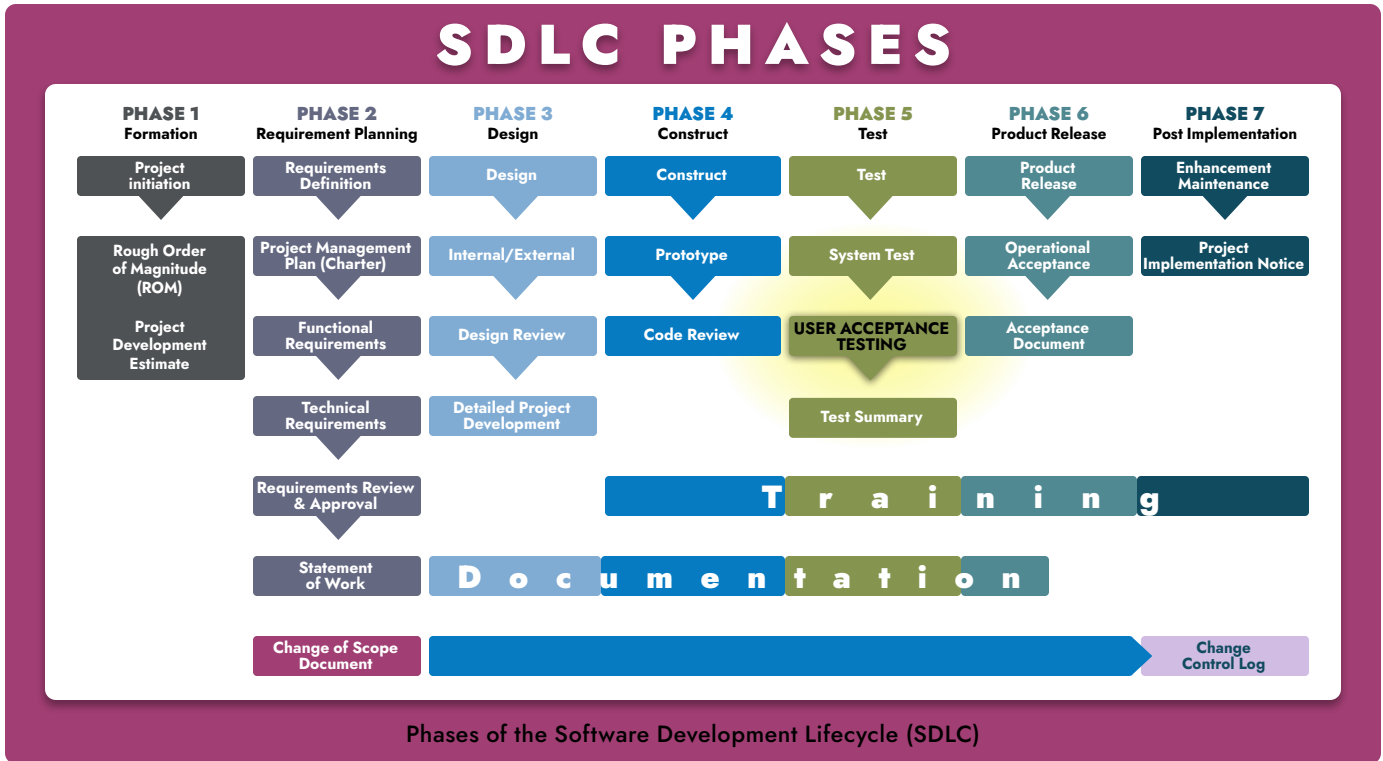 SDLC PHASES
PHASE 1
Formation
PHASE 2
Requirement Planning
PHASE 3
Design
PHASE 4
Construct
PHASE 5
Test
PHASE 6
Product Release
PHASE 7
Post Implementation
Project
initiation
Requirements
Definition
Design
Construct
Test
Product
Release
Enhancement
Maintenance
Rough Order
of Magnitude
(ROM)
Project
Development
Estimate
Project Management
Plan (Charter)
Internal/External
Prototype
System Test
Operational
Acceptance
Project
Implementation Notice
Functional
Requirements
Design Review
Code Review
USER ACCEPTANCE
TESTING
Acceptance
Document
Technical
Requirements
Detailed Project
Development
Test Summary
Requirements Review
& Approval
Training
Statement
of Work
Documentation
Change of Scope
Document
Change
Control Log
Phases of the Software Development Lifecycle (SDLC)